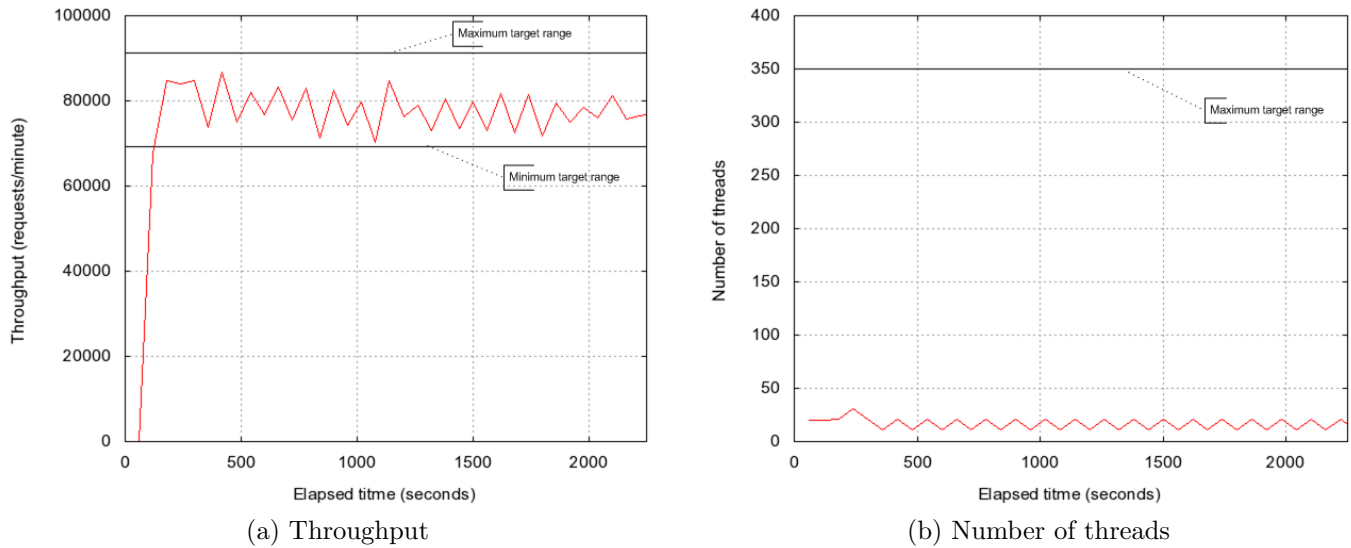 100000
80000
60000
40000
20000
0
0
500
1000
1500
2000
Throughput (requests/minute)
Elapsed titme (seconds)
Maximum target range
Minimum target range
(a) Throughput
400
350
300
250
200
150
100
50
0
0
500
1000
1500
2000
Number of threads
Elapsed titme (seconds)
Maximum target range
(b) Number of threads